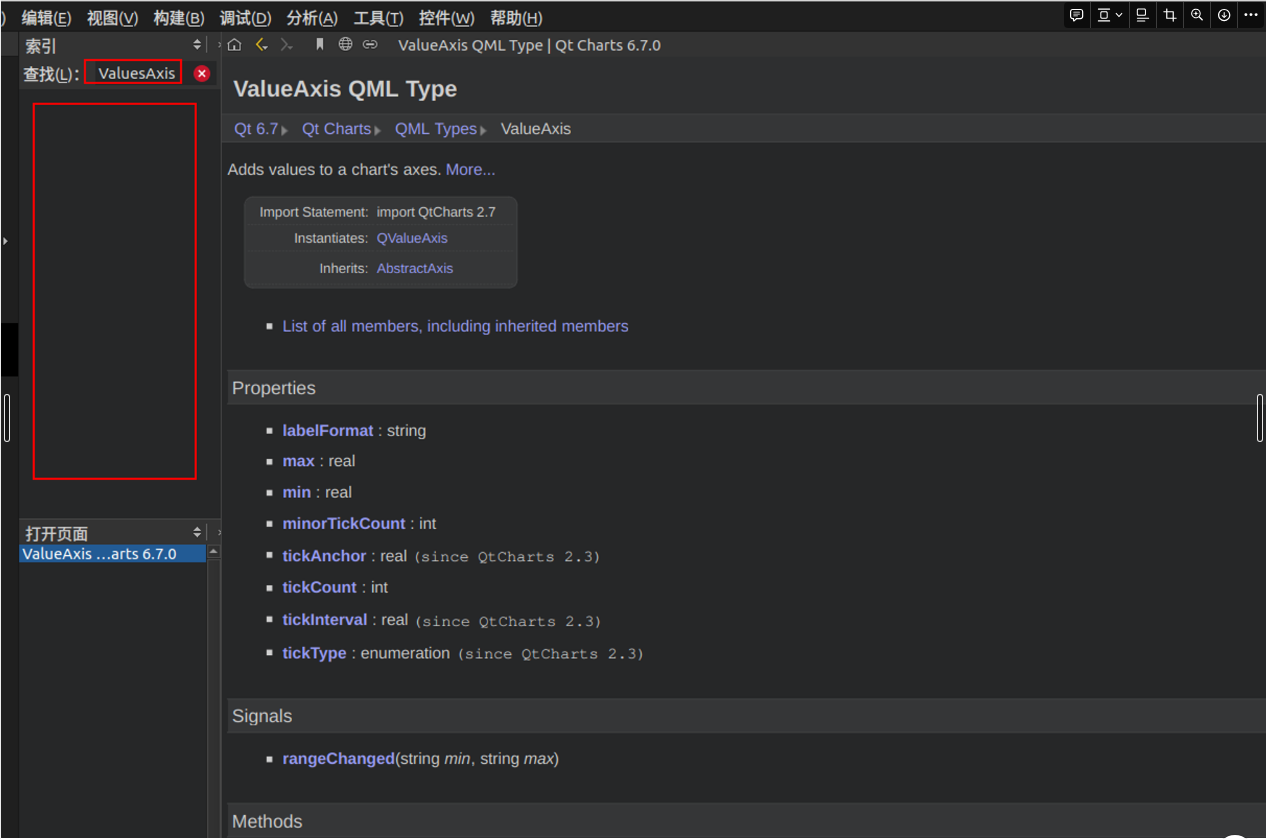 ) 编辑(E) 视图(V) 构建(B) 调试(D) 分析(A) 工具(T) 控件(W) 帮助(H)
索引
ValueAxis QML Type | Qt Charts 6.7.0
查找(L): ValuesAxis
ValueAxis QML Type
Qt 6.7 Qt Charts QML Types ValueAxis
Adds values to a chart's axes. More...
Import Statement: import QtCharts 2.7
Instantiates: QValueAxis
Inherits: AbstractAxis
List of all members, including inherited members
Properties
labelFormat : string
max : real
min : real
minorTickCount : int
tickAnchor : real (since QtCharts 2.3)
tickCount : int
tickInterval : real (since QtCharts 2.3)
tickType : enumeration (since QtCharts 2.3)
打开页面
ValueAxis ...arts 6.7.0
Signals
rangeChanged(string min, string max)
Methods